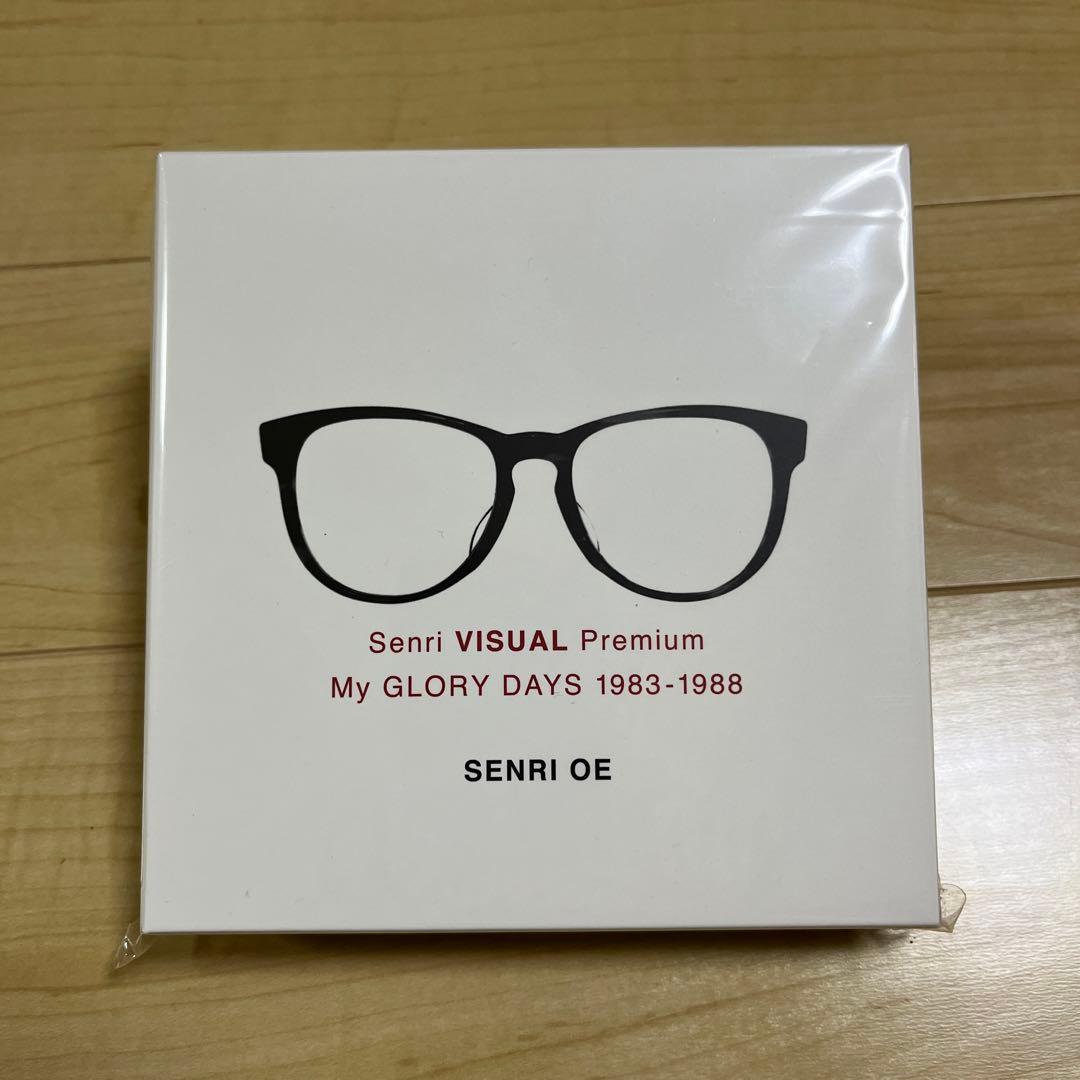 Senri VISUAL Premium
My GLORY DAYS 1983-1988
SENRI OE